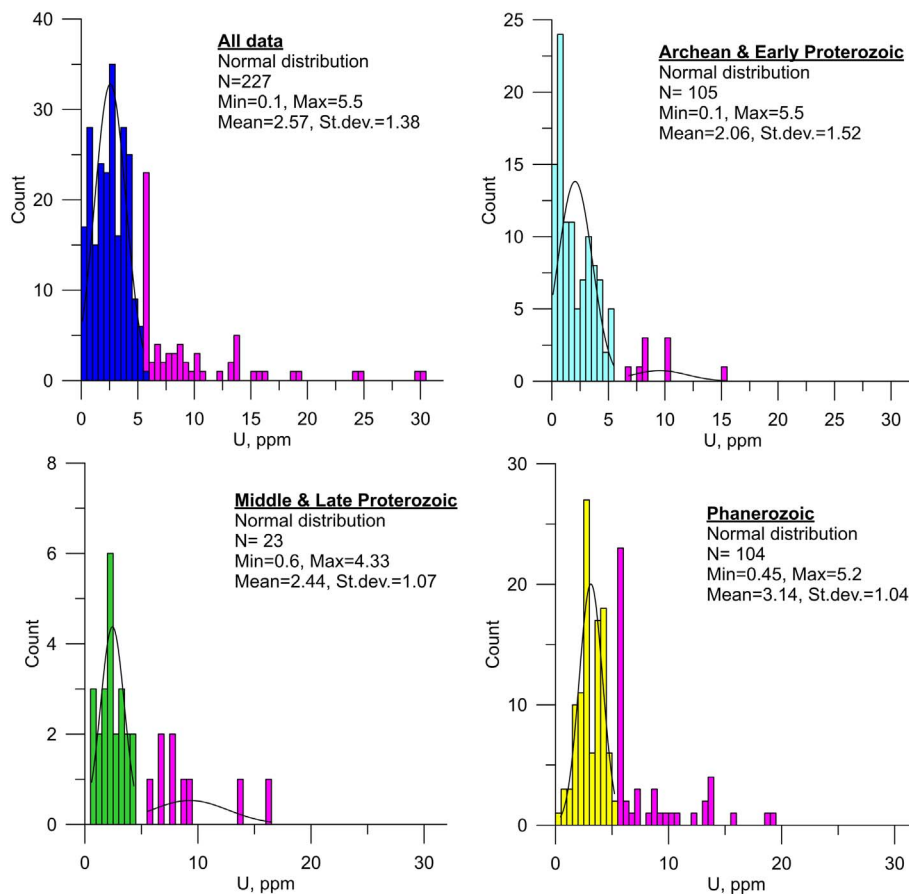 All data
Normal distribution
N=227
Min=0.1, Max=5.5
Mean=2.57, St.dev.=1.38
40
30
20
10
0
Count
0 5 10 15 20 25 30
U, ppm
Archean & Early Proterozoic
Normal distribution
N= 105
Min=0.1, Max=5.5
Mean=2.06, St.dev.=1.52
25
20
15
10
5
0
Count
0 5 10 15 20 25 30
U, ppm
Middle & Late Proterozoic
Normal distribution
N= 23
Min=0.6, Max=4.33
Mean=2.44, St.dev.=1.07
8
6
4
2
0
Count
0 10 20 30
U, ppm
Phanerozoic
Normal distribution
N= 104
Min=0.45, Max=5.2
Mean=3.14, St.dev.=1.04
30
20
10
0
Count
0 10 20 30
U, ppm